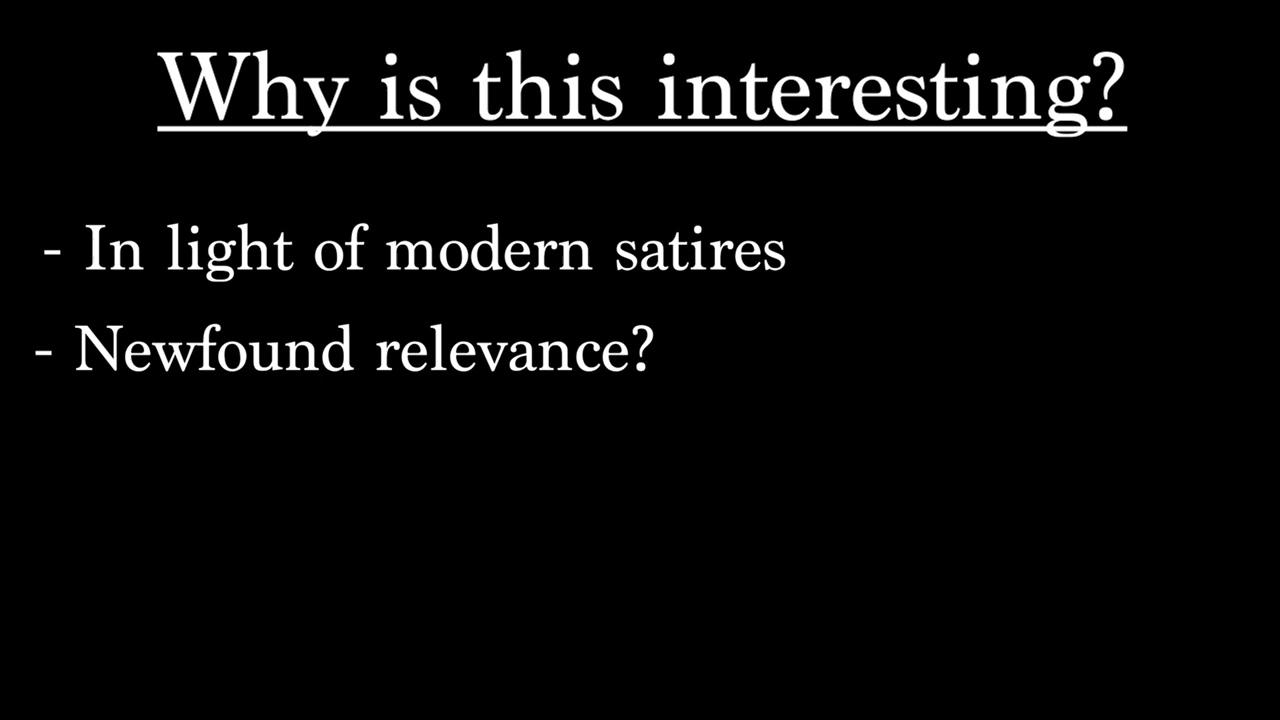 Why is this interesting?
- In light of modern satires
- Newfound relevance?